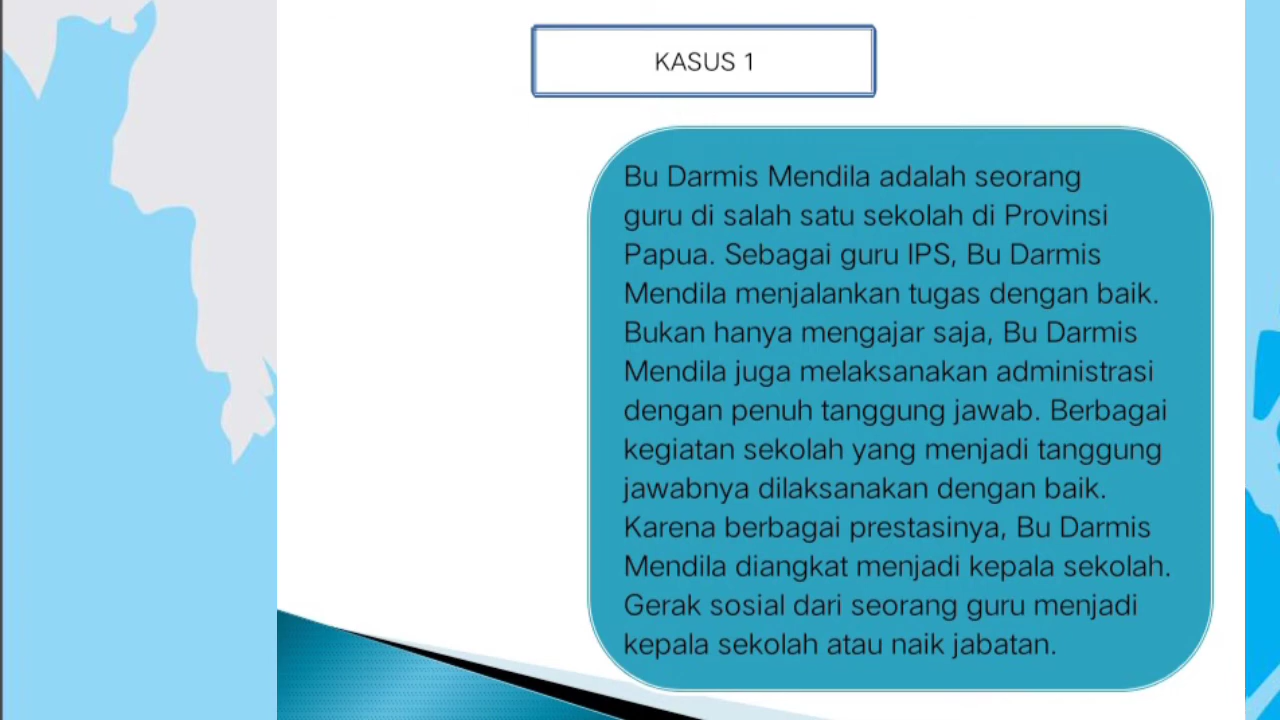 KASUS 1
Bu Darmis Mendila adalah seorang
guru di salah satu sekolah di Provinsi
Papua. Sebagai guru IPS, Bu Darmis
Mendila menjalankan tugas dengan baik.
Bukan hanya mengajar saja, Bu Darmis
Mendila juga melaksanakan administrasi
dengan penuh tanggung jawab. Berbagai
kegiatan sekolah yang menjadi tanggung
jawabnya dilaksanakan dengan baik.
Karena berbagai prestasinya, Bu Darmis
Mendila diangkat menjadi kepala sekolah.
Gerak sosial dari seorang guru menjadi
kepala sekolah atau naik jabatan.